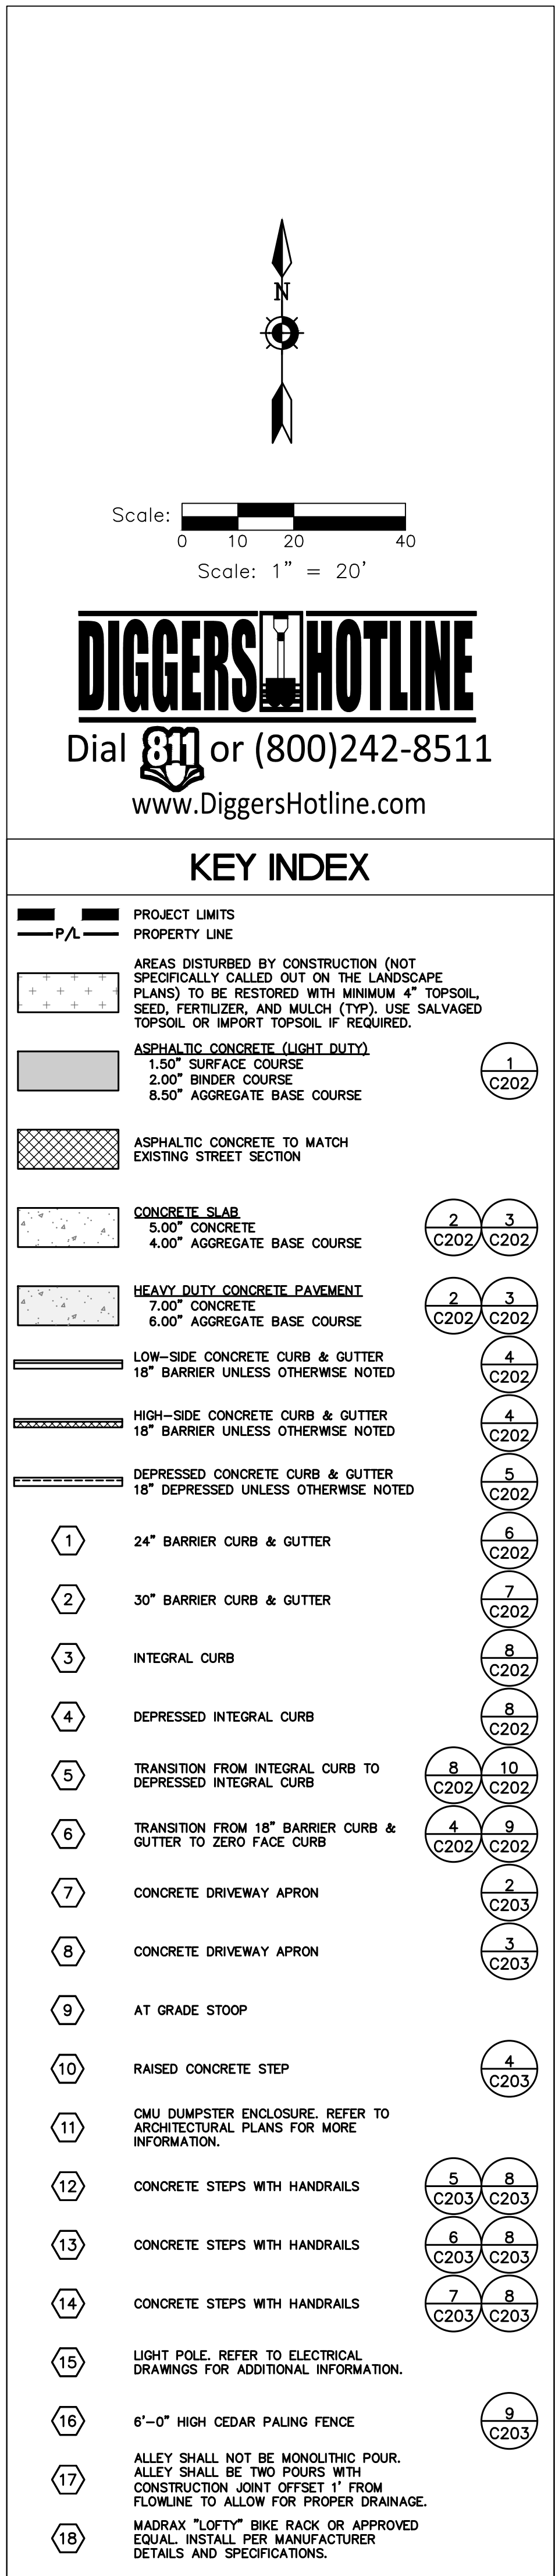 N
Scale:
0 10 20 40
Scale: 1" = 20'
DIGGERS HOTLINE
Dial 811 or (800)242-8511
www.DiggersHotline.com
KEY INDEX
PROJECT LIMITS
P/L PROPERTY LINE
AREAS DISTURBED BY CONSTRUCTION (NOT
SPECIFICALLY CALLED OUT ON THE LANDSCAPE
PLANS) TO BE RESTORED WITH MINIMUM 4" TOPSOIL,
SEED, FERTILIZER, AND MULCH (TYP). USE SALVAGED
TOPSOIL OR IMPORT TOPSOIL IF REQUIRED.
ASPHALTIC CONCRETE (LIGHT DUTY)
1.50" SURFACE COURSE
2.00" BINDER COURSE
8.50" AGGREGATE BASE COURSE
1
C202
ASPHALTIC CONCRETE TO MATCH
EXISTING STREET SECTION
CONCRETE SLAB
5.00" CONCRETE
4.00" AGGREGATE BASE COURSE
2 3
C202 C202
HEAVY DUTY CONCRETE PAVEMENT
7.00" CONCRETE
6.00" AGGREGATE BASE COURSE
2 3
C202 C202
LOW-SIDE CONCRETE CURB & GUTTER
18" BARRIER UNLESS OTHERWISE NOTED
4
C202
HIGH-SIDE CONCRETE CURB & GUTTER
18" BARRIER UNLESS OTHERWISE NOTED
4
C202
DEPRESSED CONCRETE CURB & GUTTER
18" DEPRESSED UNLESS OTHERWISE NOTED
5
C202
1 24" BARRIER CURB & GUTTER
6
C202
2 30" BARRIER CURB & GUTTER
7
C202
3 INTEGRAL CURB
8
C202
4 DEPRESSED INTEGRAL CURB
8
C202
5 TRANSITION FROM INTEGRAL CURB TO
DEPRESSED INTEGRAL CURB
8 10
C202 C202
6 TRANSITION FROM 18" BARRIER CURB &
GUTTER TO ZERO FACE CURB
4 9
C202 C202
7 CONCRETE DRIVEWAY APRON
2
C203
8 CONCRETE DRIVEWAY APRON
3
C203
9 AT GRADE STOOP
10 RAISED CONCRETE STEP
4
C203
11 CMU DUMPSTER ENCLOSURE. REFER TO
ARCHITECTURAL PLANS FOR MORE
INFORMATION.
12 CONCRETE STEPS WITH HANDRAILS
5 8
C203 C203
13 CONCRETE STEPS WITH HANDRAILS
6 8
C203 C203
14 CONCRETE STEPS WITH HANDRAILS
7 8
C203 C203
15 LIGHT POLE. REFER TO ELECTRICAL
DRAWINGS FOR ADDITIONAL INFORMATION.
16 6'-0" HIGH CEDAR PALING FENCE
9
C203
17 ALLEY SHALL NOT BE MONOLITHIC POUR.
ALLEY SHALL BE TWO POURS WITH
CONSTRUCTION JOINT OFFSET 1' FROM
FLOWLINE TO ALLOW FOR PROPER DRAINAGE.
18 MADRAX "LOFTY" BIKE RACK OR APPROVED
EQUAL. INSTALL PER MANUFACTURER
DETAILS AND SPECIFICATIONS.